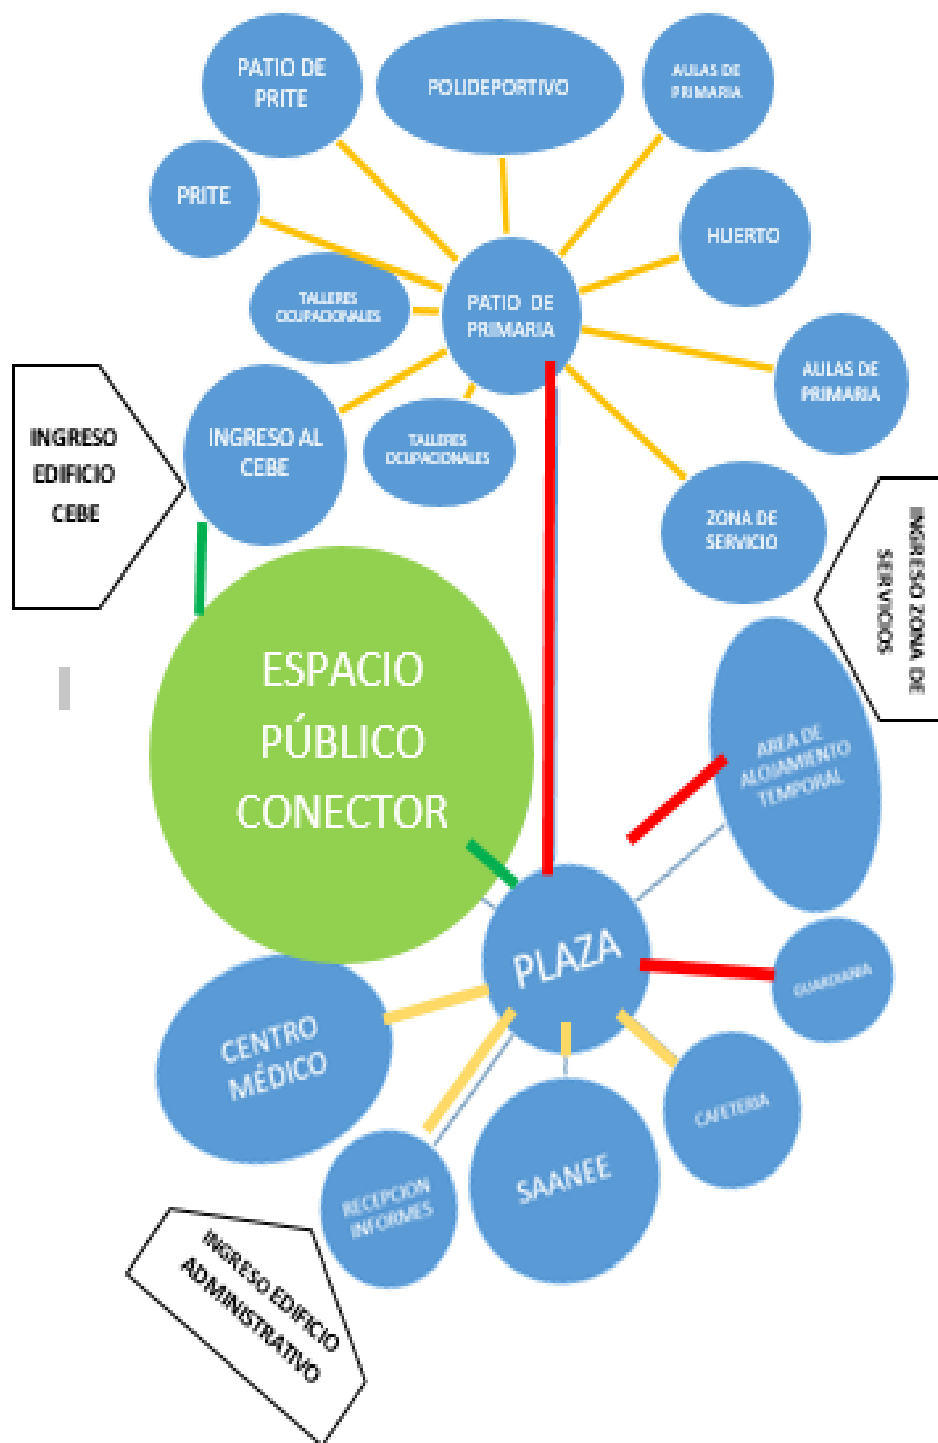 PATIO DE
PRITE
POLIDEPORTIVO
AULAS DE
PRIMARIA
PRITE
HUERTO
TALLERES
OCUPACIONALES
PATIO DE
PRIMARIA
AULAS DE
PRIMARIA
INGRESO
EDIFICIO
CEBE
INGRESO AL
CEBE
TALLERES
OCUPACIONALES
ZONA DE
SERVICIO
INGRESO ZONA DE
SERVICIOS
ESPACIO
PÚBLICO
CONECTOR
AREA DE
ALOJAMIENTO
TEMPORAL
PLAZA
GUARDIANIA
CENTRO
MÉDICO
CAFETERIA
SAANEE
RECEPCION
INFORMES
INGRESO EDIFICIO
ADMINISTRATIVO